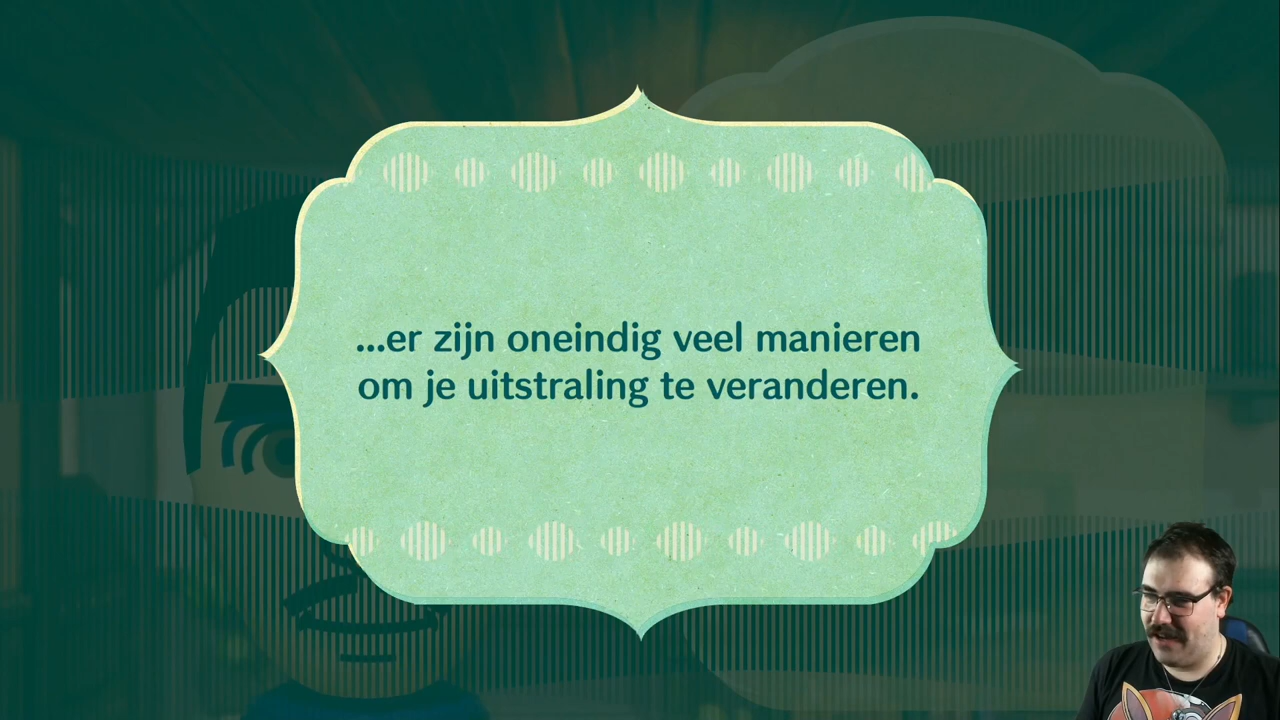 ...er zijn oneindig veel manieren
om je uitstraling te veranderen.